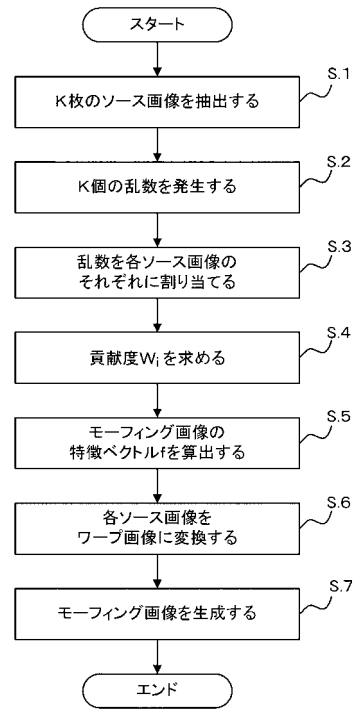 スタート
S.1
K枚のソース画像を抽出する
S.2
K個の乱数を発生する
S.3
乱数を各ソース画像の
それぞれに割り当てる
S.4
貢献度Wiを求める
S.5
モーフィング画像の
特徴ベクトルfを算出する
S.6
各ソース画像を
ワープ画像に変換する
S.7
モーフィング画像を生成する
エンド